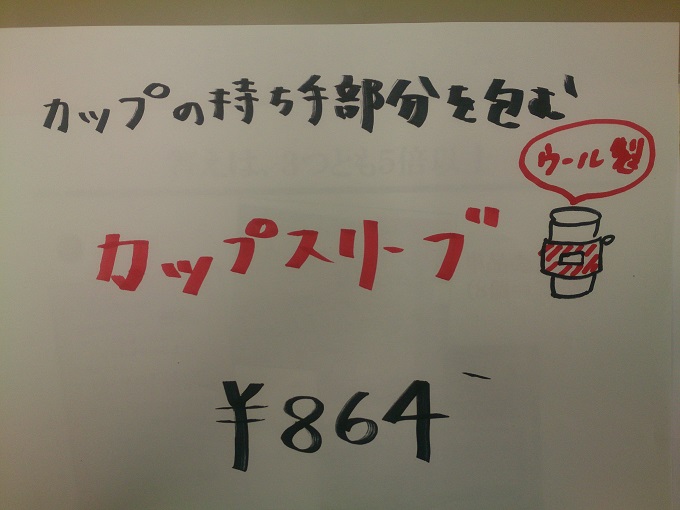 カップの持ち手部分を包む
ウール製
カップスリーブ
¥864-